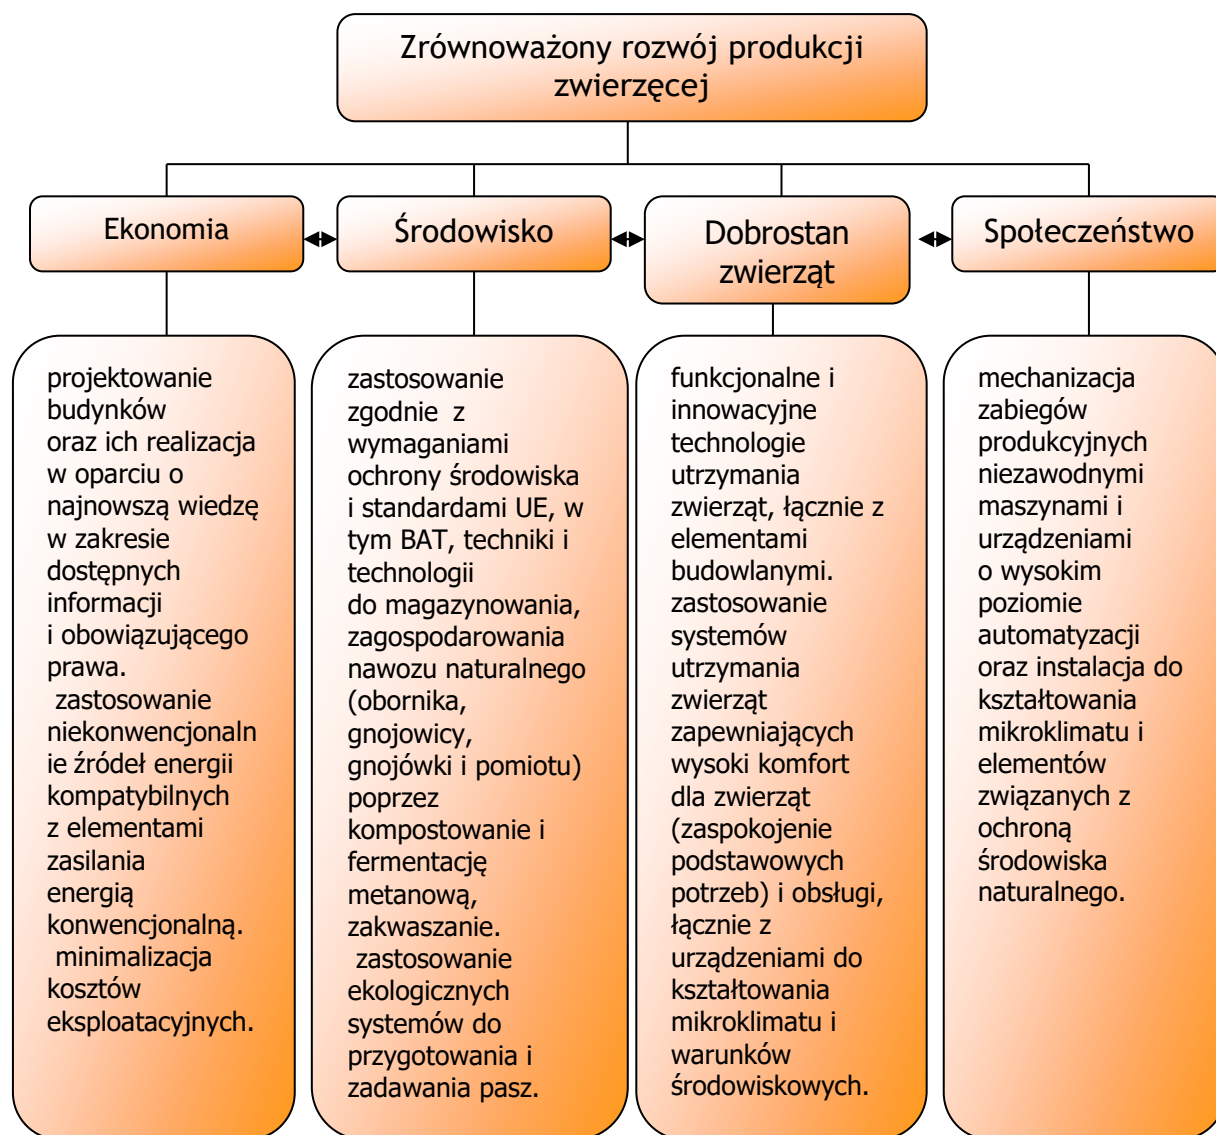 Zrównoważony rozwój produkcji
zwierzęcej
Ekonomia
Środowisko
Dobrostan
zwierząt
Społeczeństwo
projektowanie
budynków
oraz ich realizacja
w oparciu o
najnowszą wiedzę
w zakresie
dostępnych
informacji
i obowiązującego
prawa.
zastosowanie
niekonwencjonaln
ie źródeł energii
kompatybilnych
z elementami
zasilania
energią
konwencjonalną.
minimalizacja
kosztów
eksploatacyjnych.
zastosowanie
zgodnie z
wymaganiami
ochrony środowiska
i standardami UE, w
tym BAT, techniki i
technologii
do magazynowania,
zagospodarowania
nawozu naturalnego
(obornika,
gnojowicy,
gnojówki i pomiotu)
poprzez
kompostowanie i
fermentację
metanową,
zakwaszanie.
zastosowanie
ekologicznych
systemów do
przygotowania i
zadawania pasz.
funkcjonalne i
innowacyjne
technologie
utrzymania
zwierząt, łącznie z
elementami
budowlanymi.
zastosowanie
systemów
utrzymania
zwierząt
zapewniających
wysoki komfort
dla zwierząt
(zaspokojenie
podstawowych
potrzeb) i obsługi,
łącznie z
urządzeniami do
kształtowania
mikroklimatu i
warunków
środowiskowych.
mechanizacja
zabiegów
produkcyjnych
niezawodnymi
maszynami i
urządzeniami
o wysokim
poziomie
automatyzacji
oraz instalacja do
kształtowania
mikroklimatu i
elementów
związanych z
ochroną
środowiska
naturalnego.